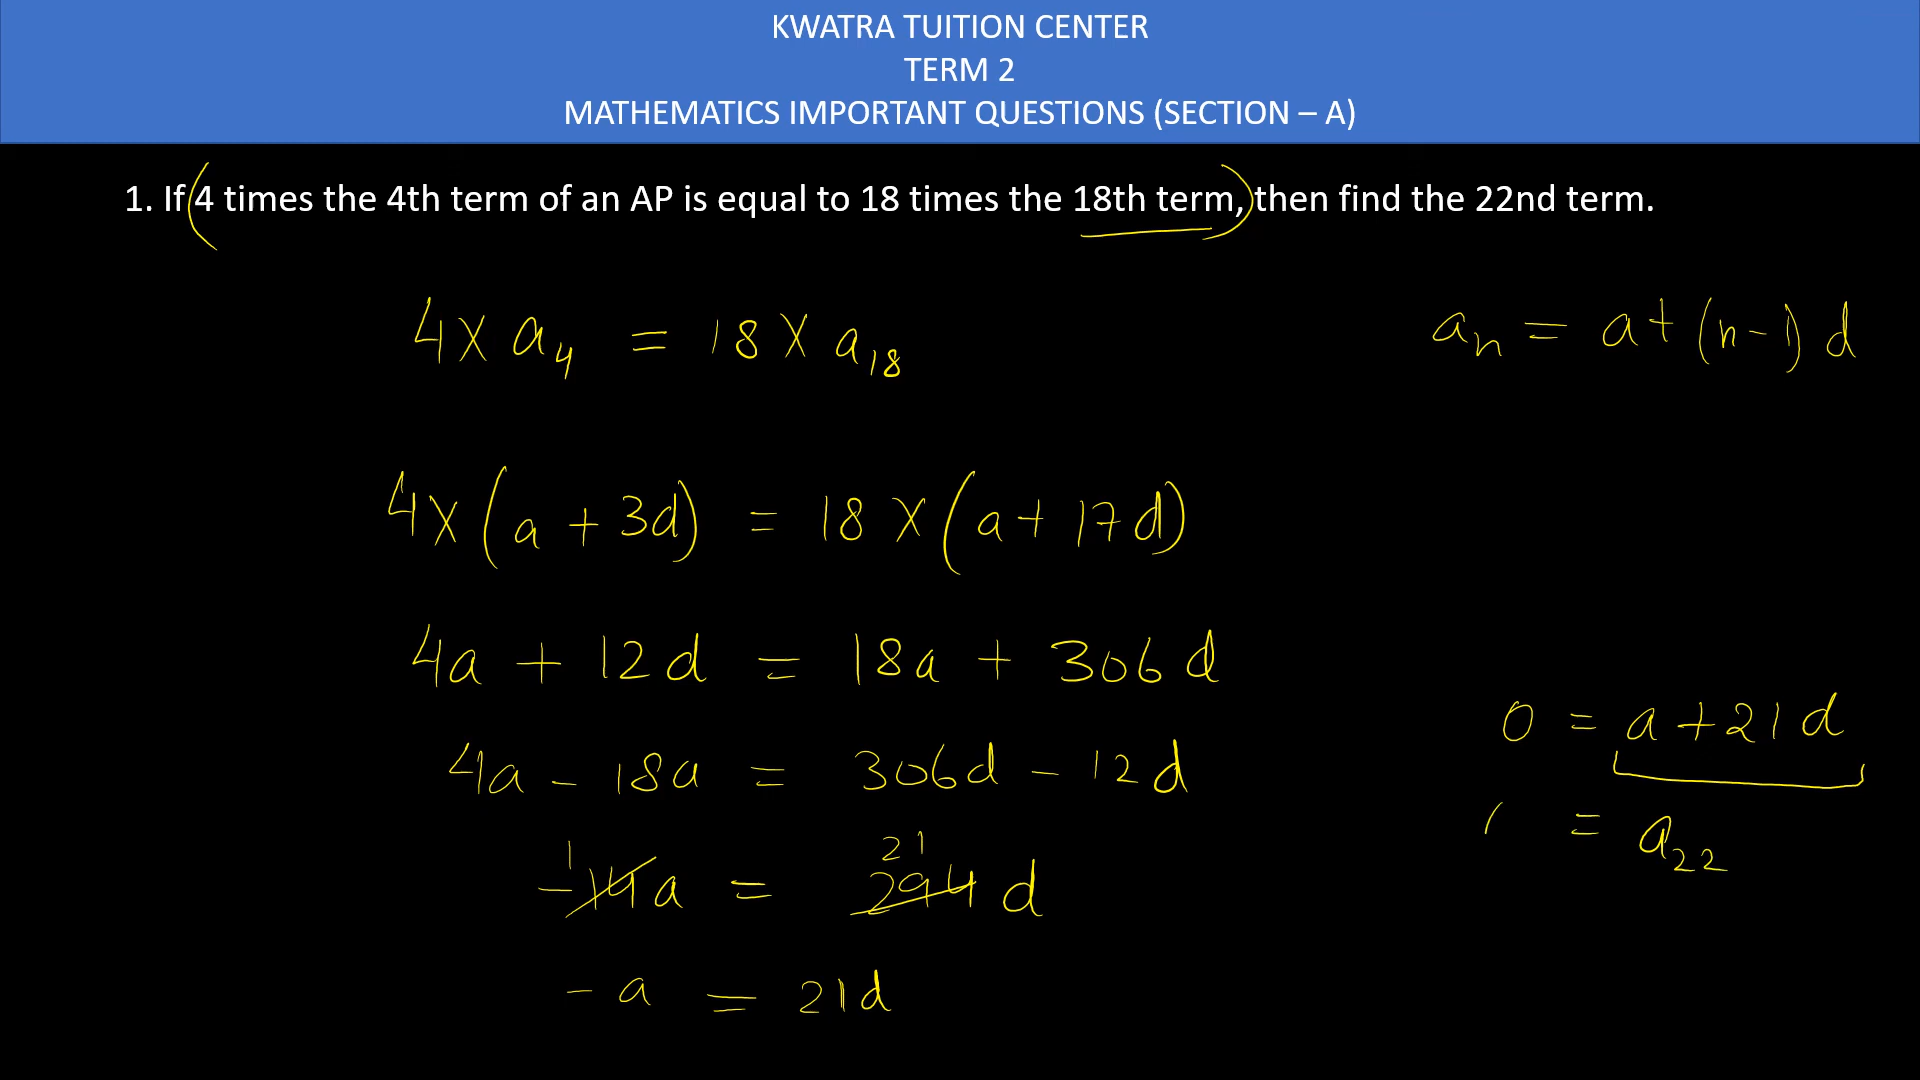 KWATRA TUITION CENTER
TERM 2
MATHEMATICS IMPORTANT QUESTIONS (SECTION – A)
1. If (4 times the 4th term of an AP is equal to 18 times the 18th term,) then find the 22nd term.
4 × a₄ = 18 × a₁₈
aₙ = a + (n-1) d
4 × (a + 3d) = 18 × (a + 17d)
4a + 12d = 18a + 306d
4a - 18a = 306d - 12d
1 21
-14a = 294d
-a = 21d
0 = a + 21d
= a₂₂